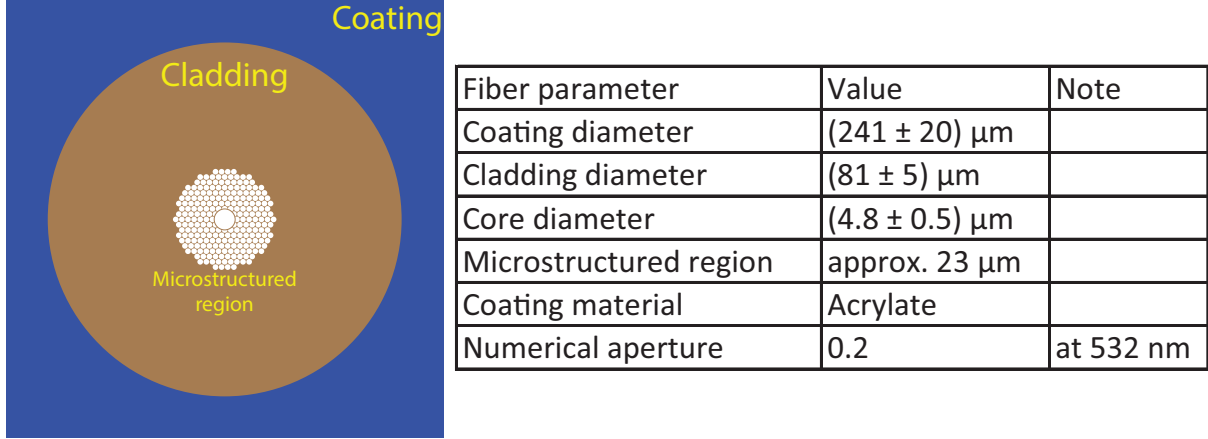 Coating
Cladding
Microstructured
region
Fiber parameter Value Note
Coating diameter (241 ± 20) μm
Cladding diameter (81 ± 5) μm
Core diameter (4.8 ± 0.5) μm
Microstructured region approx. 23 μm
Coating material Acrylate
Numerical aperture 0.2 at 532 nm